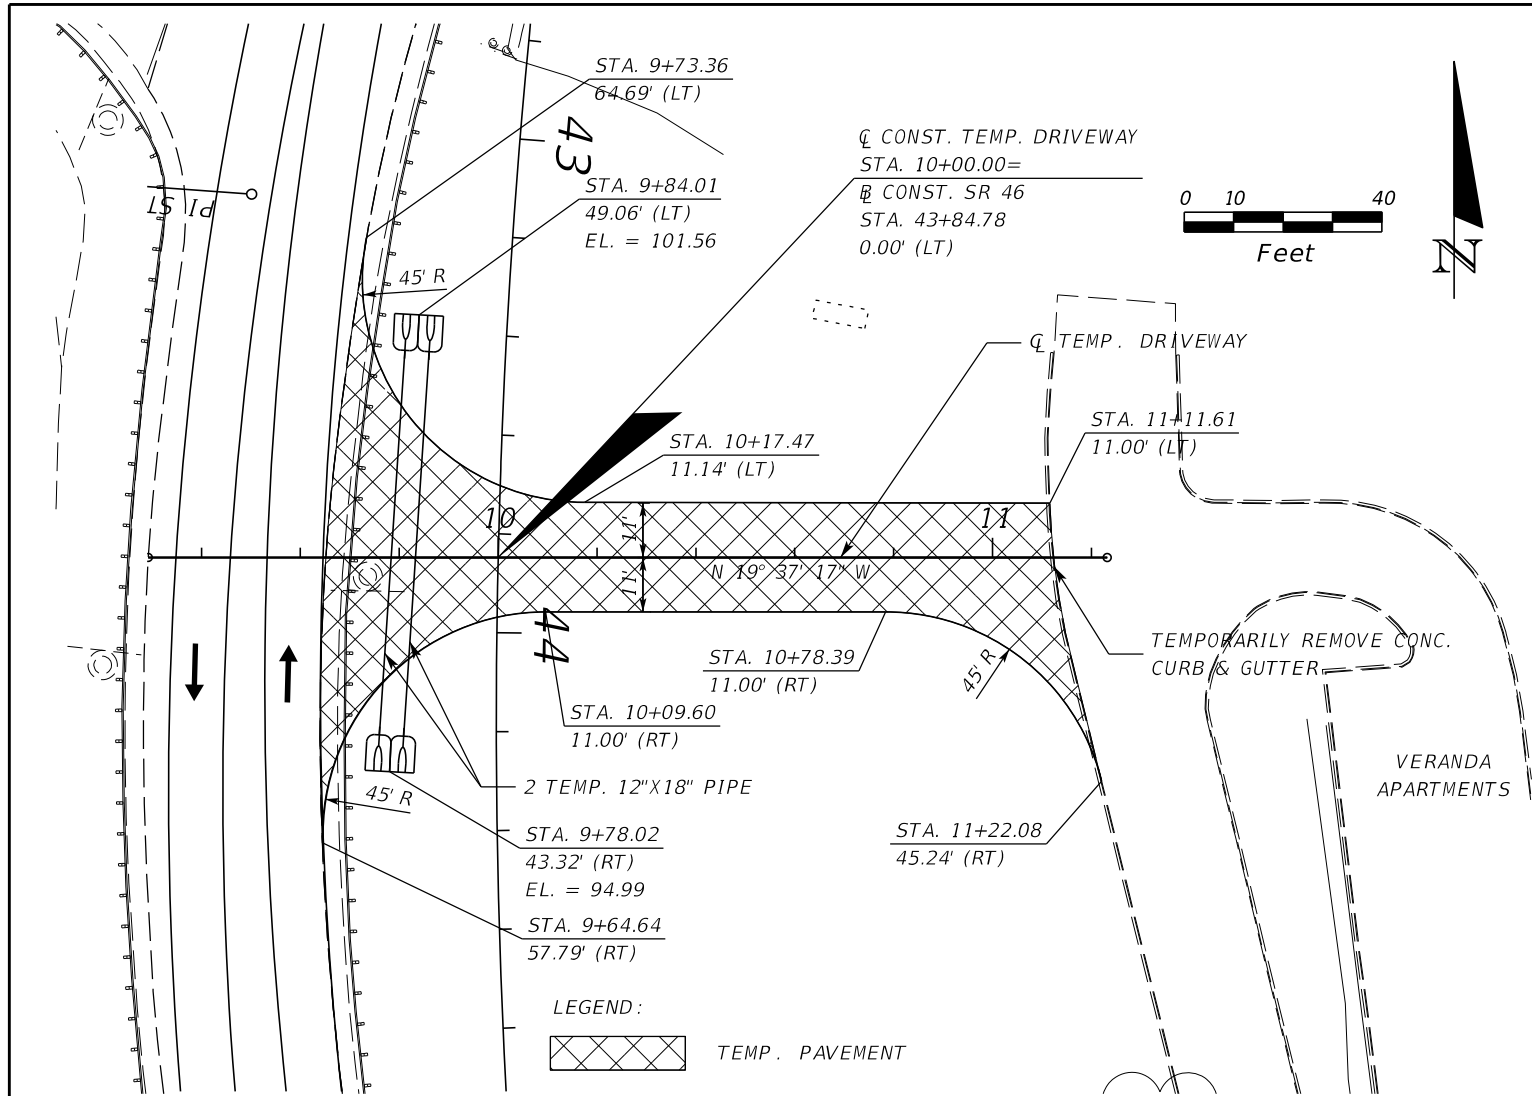 STA. 9+73.36
64.69' (LT)
43
℄ CONST. TEMP. DRIVEWAY
STA. 10+00.00=
B CONST. SR 46
STA. 43+84.78
0.00' (LT)
0 10 40
Feet
N
PI ST
STA. 9+84.01
49.06' (LT)
EL. = 101.56
45' R
℄ TEMP. DRIVEWAY
STA. 11+11.61
11.00' (LT)
STA. 10+17.47
11.14' (LT)
10
11
11'
11'
N 19° 37' 17" W
44
TEMPORARILY REMOVE CONC.
CURB & GUTTER
STA. 10+78.39
11.00' (RT)
45' R
STA. 10+09.60
11.00' (RT)
VERANDA
APARTMENTS
2 TEMP. 12"X18" PIPE
45' R
STA. 9+78.02
43.32' (RT)
EL. = 94.99
STA. 11+22.08
45.24' (RT)
STA. 9+64.64
57.79' (RT)
LEGEND:
TEMP. PAVEMENT